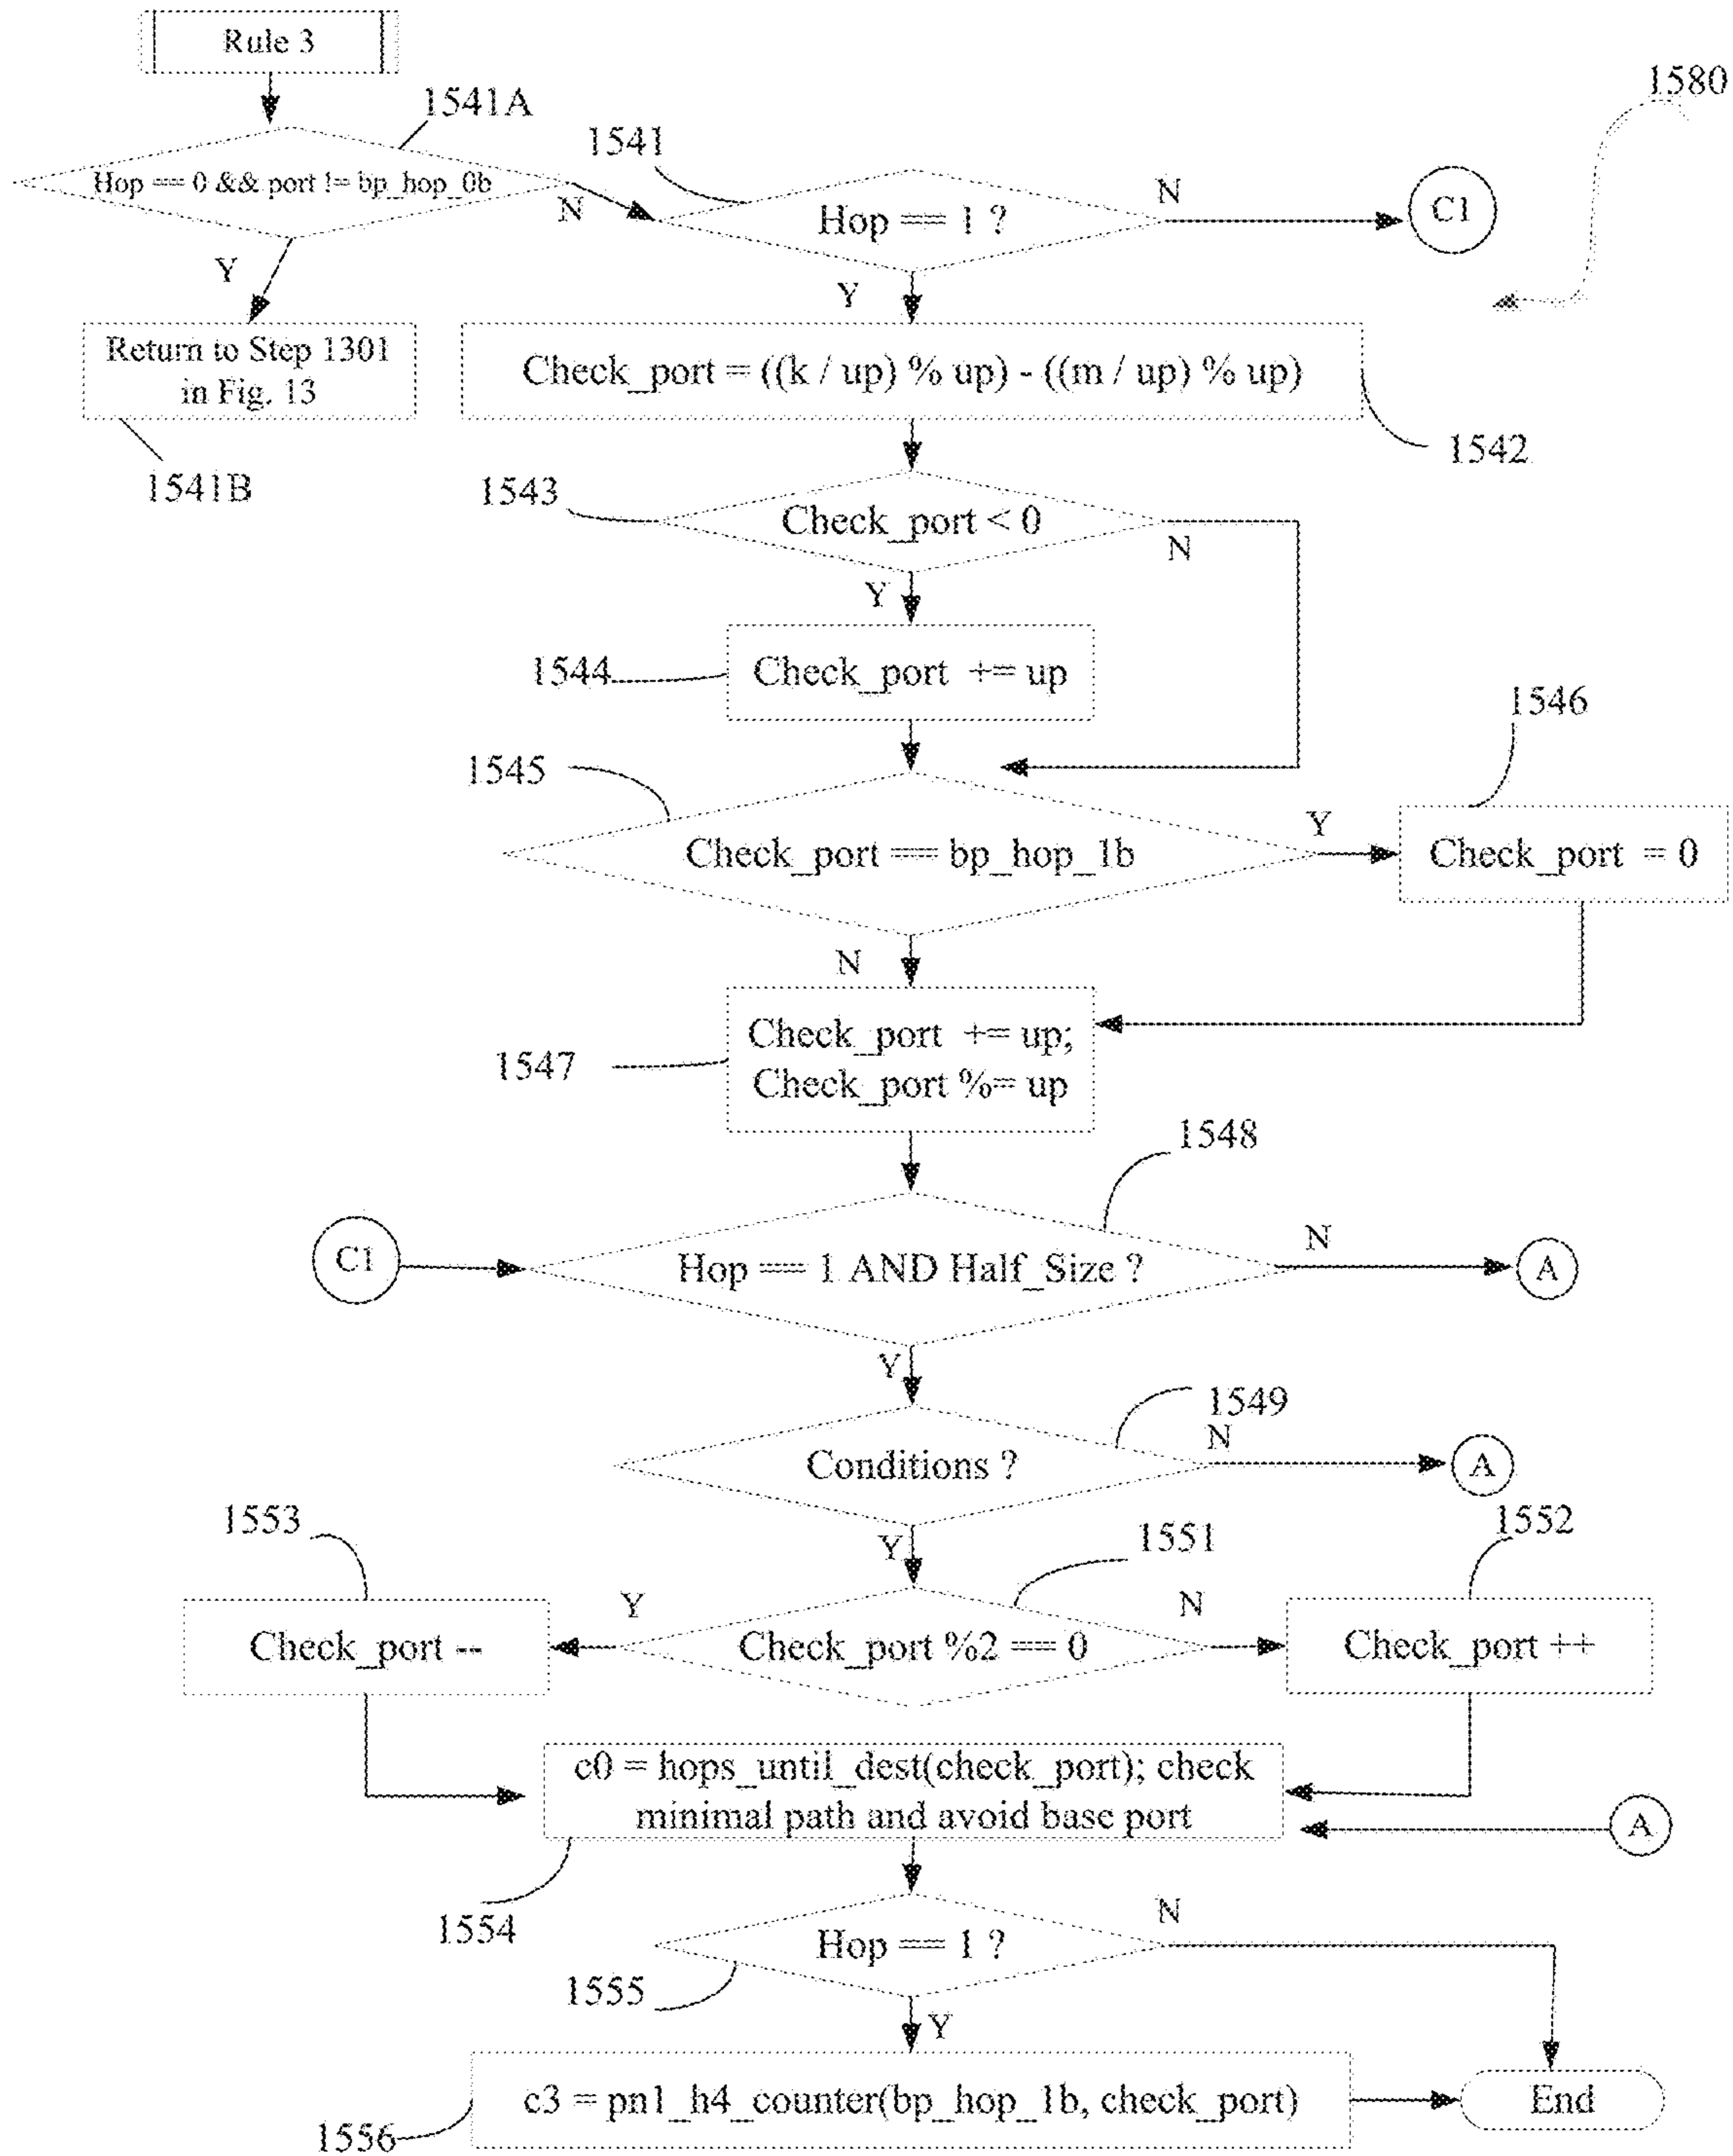 Rule 3
1580
1541A
1541
Hop == 0 && port != bp_hop_0b
N
Hop == 1 ?
N
C1
Y
Y
Return to Step 1301
in Fig. 13
Check_port = ((k / up) % up) - ((m / up) % up)
1542
1541B
1543
Check_port < 0
N
Y
1544
Check_port += up
1546
1545
Check_port == bp_hop_1b
Y
Check_port = 0
N
1547
Check_port += up;
Check_port %= up
1548
C1
Hop == 1 AND Half_Size ?
N
A
Y
1549
Conditions ?
N
A
1553
1551
1552
Y
Check_port --
Y
Check_port %2 == 0
N
Check_port ++
c0 = hops_until_dest(check_port); check
minimal path and avoid base port
A
1554
Hop == 1 ?
N
1555
Y
c3 = pn1_h4_counter(bp_hop_1b, check_port)
End
1556